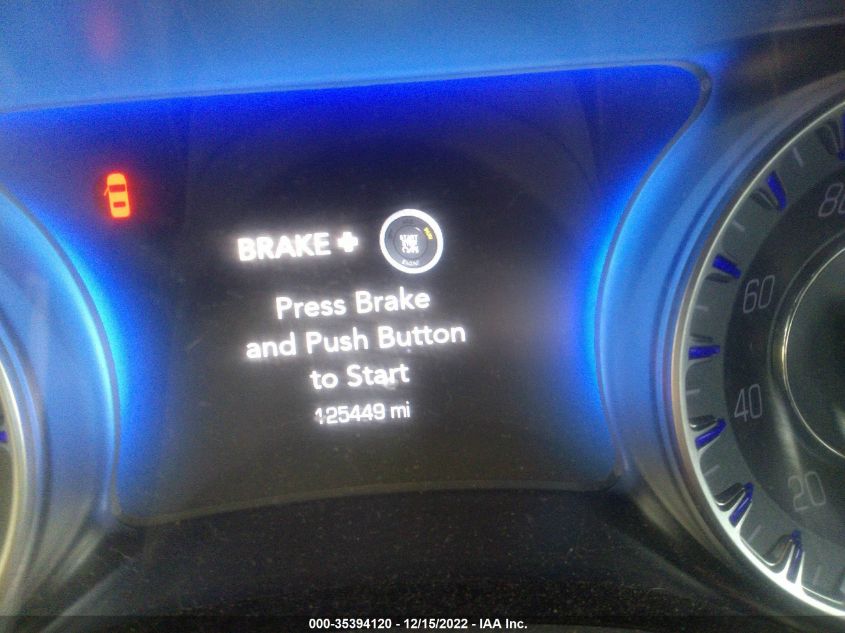 BRAKE +
START
Press Brake
and Push Button
to Start
125449 mi
80
60
40
20
000-35394120 - 12/15/2022 - IAA Inc.